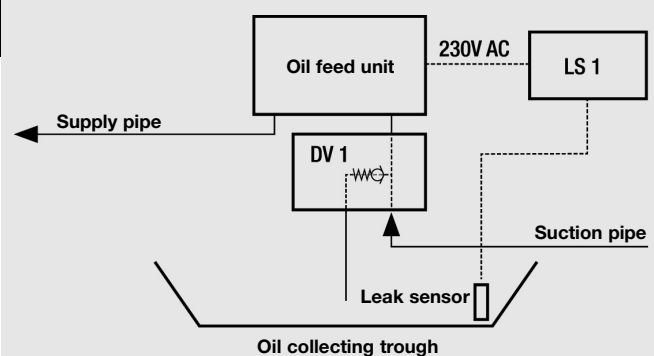 230V AC
Oil feed unit
LS 1
Supply pipe
DV 1
Suction pipe
Leak sensor
Oil collecting trough